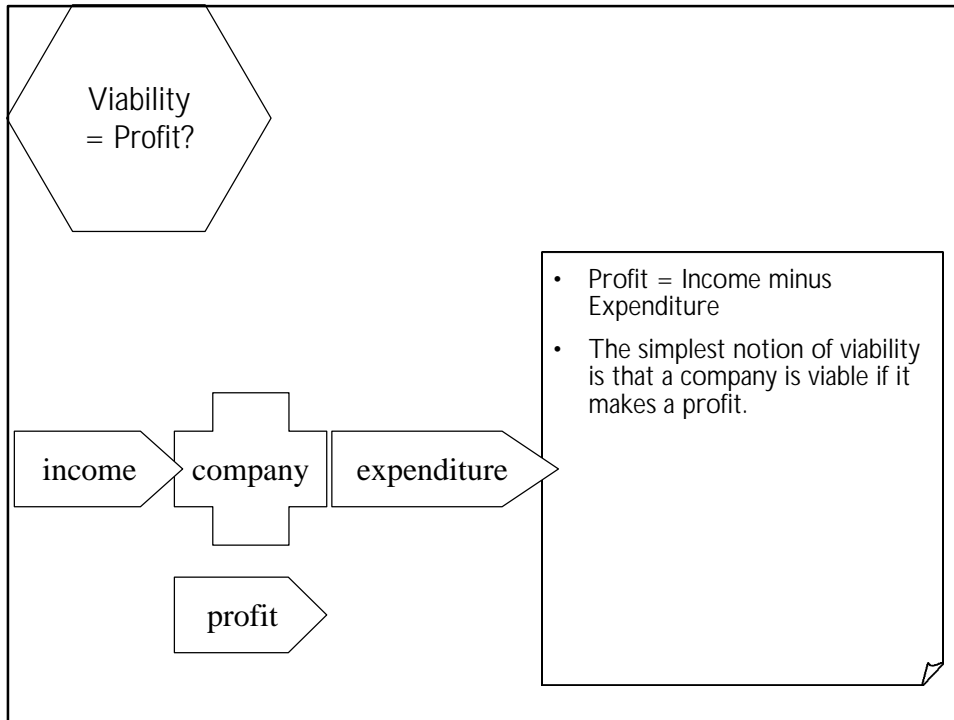 Viability
= Profit?
• Profit = Income minus
Expenditure
• The simplest notion of viability
is that a company is viable if it
makes a profit.
income
company
expenditure
profit